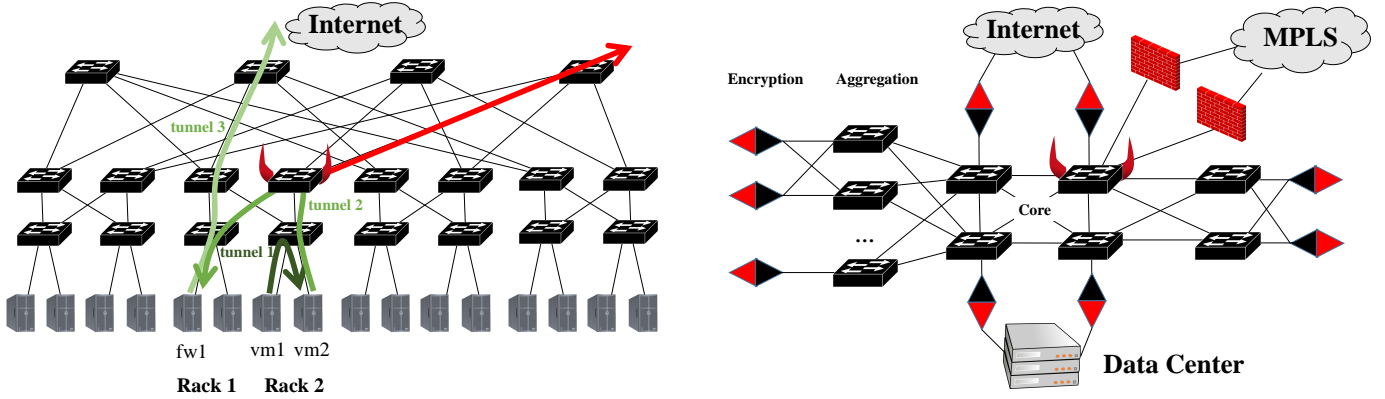 Internet
tunnel 3
tunnel 2
tunnel 1
fw1
vm1
vm2
Rack 1
Rack 2
Internet
MPLS
Encryption
Aggregation
Core
...
Data Center